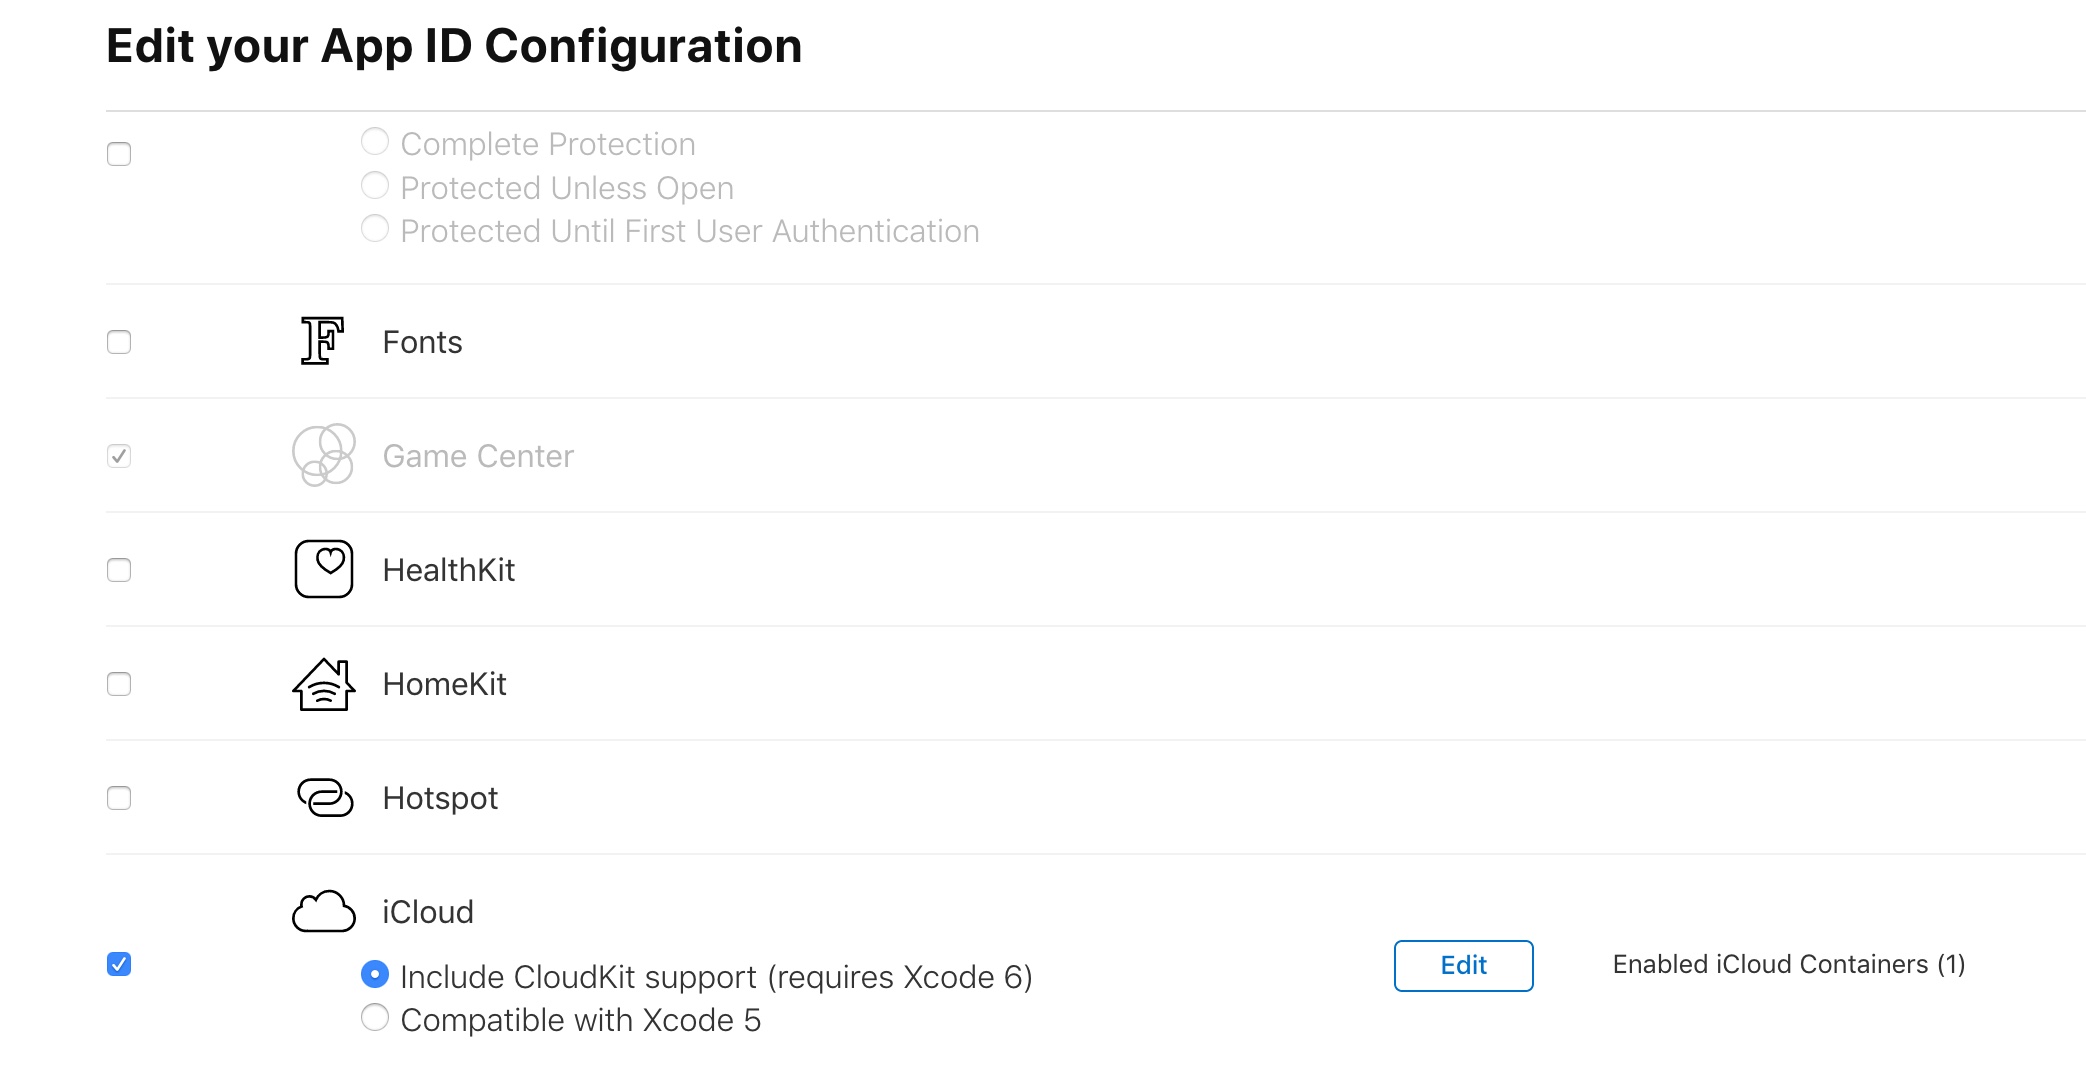 Edit your App ID Configuration
Complete Protection
Protected Unless Open
Protected Until First User Authentication
Fonts
Game Center
HealthKit
HomeKit
Hotspot
iCloud
Include CloudKit support (requires Xcode 6)
Compatible with Xcode 5
Edit
Enabled iCloud Containers (1)